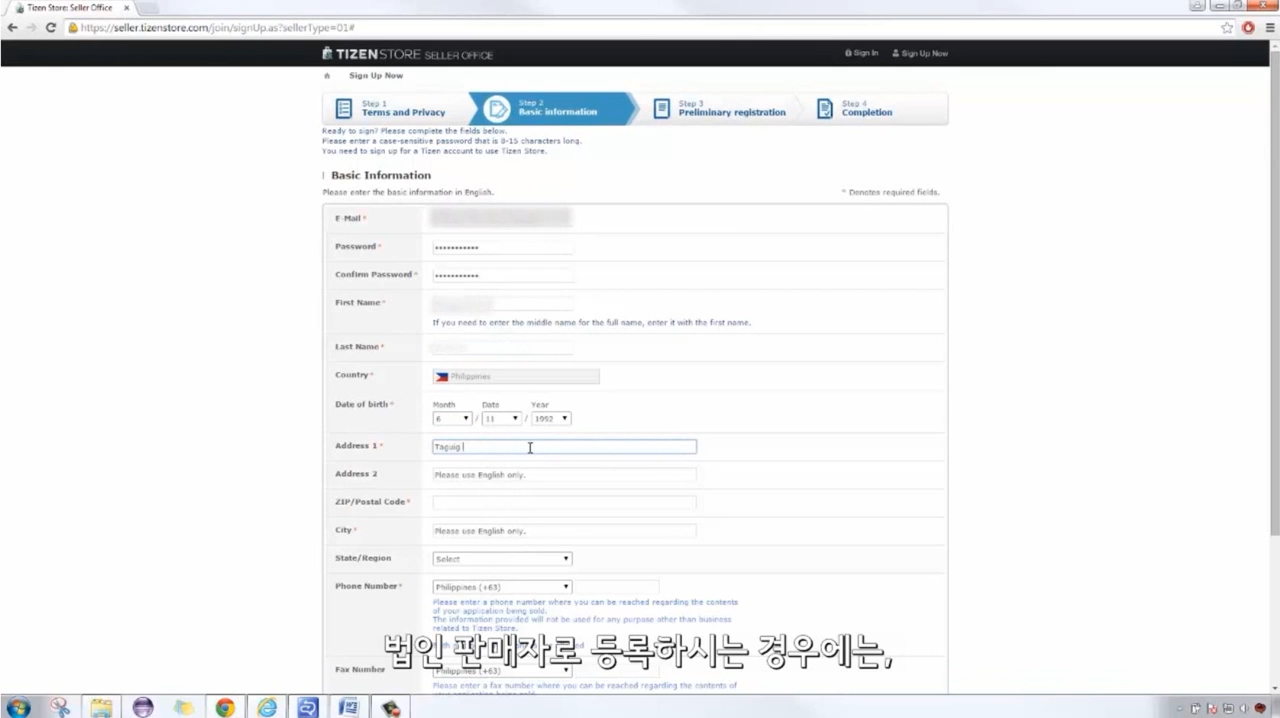 Tizen Store: Seller Office
https://seller.tizenstore.com/join/signUp.as?sellerType=01#
TIZEN STORE SELLER OFFICE
Sign In
Sign Up Now
Sign Up Now
Step 1
Terms and Privacy
Step 2
Basic information
Step 3
Preliminary registration
Step 4
Completion
Ready to sign? Please complete the fields below.
Please enter a case-sensitive password that is 8-15 characters long.
You need to sign up for a Tizen account to use Tizen Store.
Basic Information
Please enter the basic information in English.
* Denotes required fields.
E-Mail *
Password *
•••••••••••
Confirm Password *
•••••••••••
First Name *
If you need to enter the middle name for the full name, enter it with the first name.
Last Name *
Country *
Philippines
Date of birth *
Month Date Year
6 / 11 / 1992
Address 1 *
Taguig
Address 2
Please use English only.
ZIP/Postal Code *
City *
Please use English only.
State/Region
Select
Phone Number *
Philippines (+63)
Please enter a phone number where you can be reached regarding the contents
of your application being sold.
The information provided will not be used for any purpose other than business
related to Tizen Store.
법인 판매자로 등록하시는 경우에는,
Fax Number
Philippines (+63)
Please enter a fax number where you can be reached regarding the contents